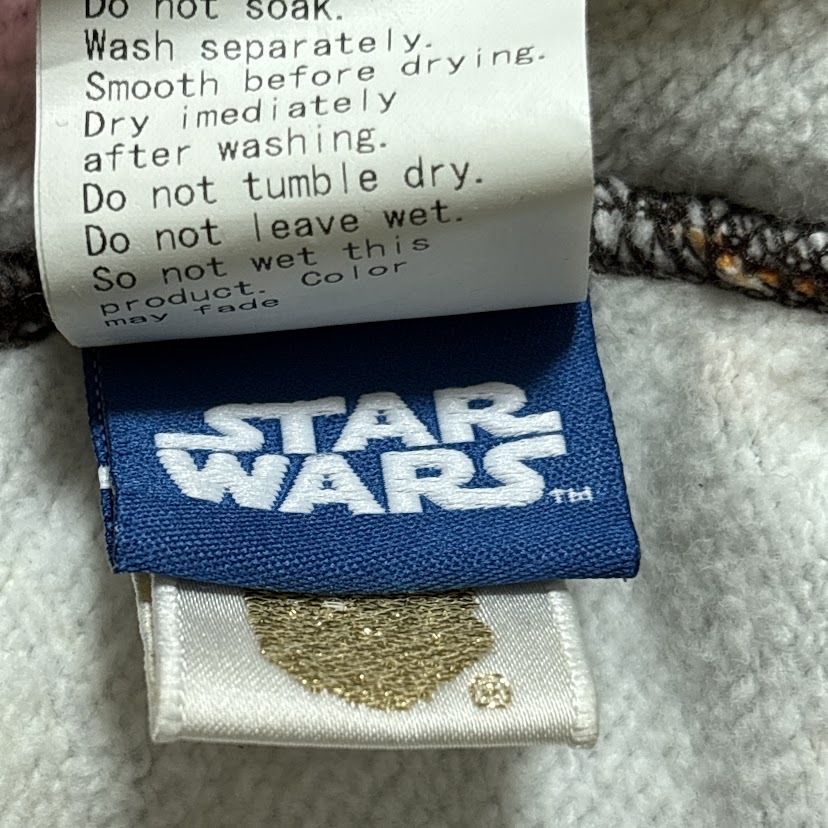 Do not soak.
Wash separately.
Smooth before drying.
Dry imediately
after washing.
Do not tumble dry.
Do not leave wet.
So not wet this
product. Color
may fade
STAR
WARS
TM